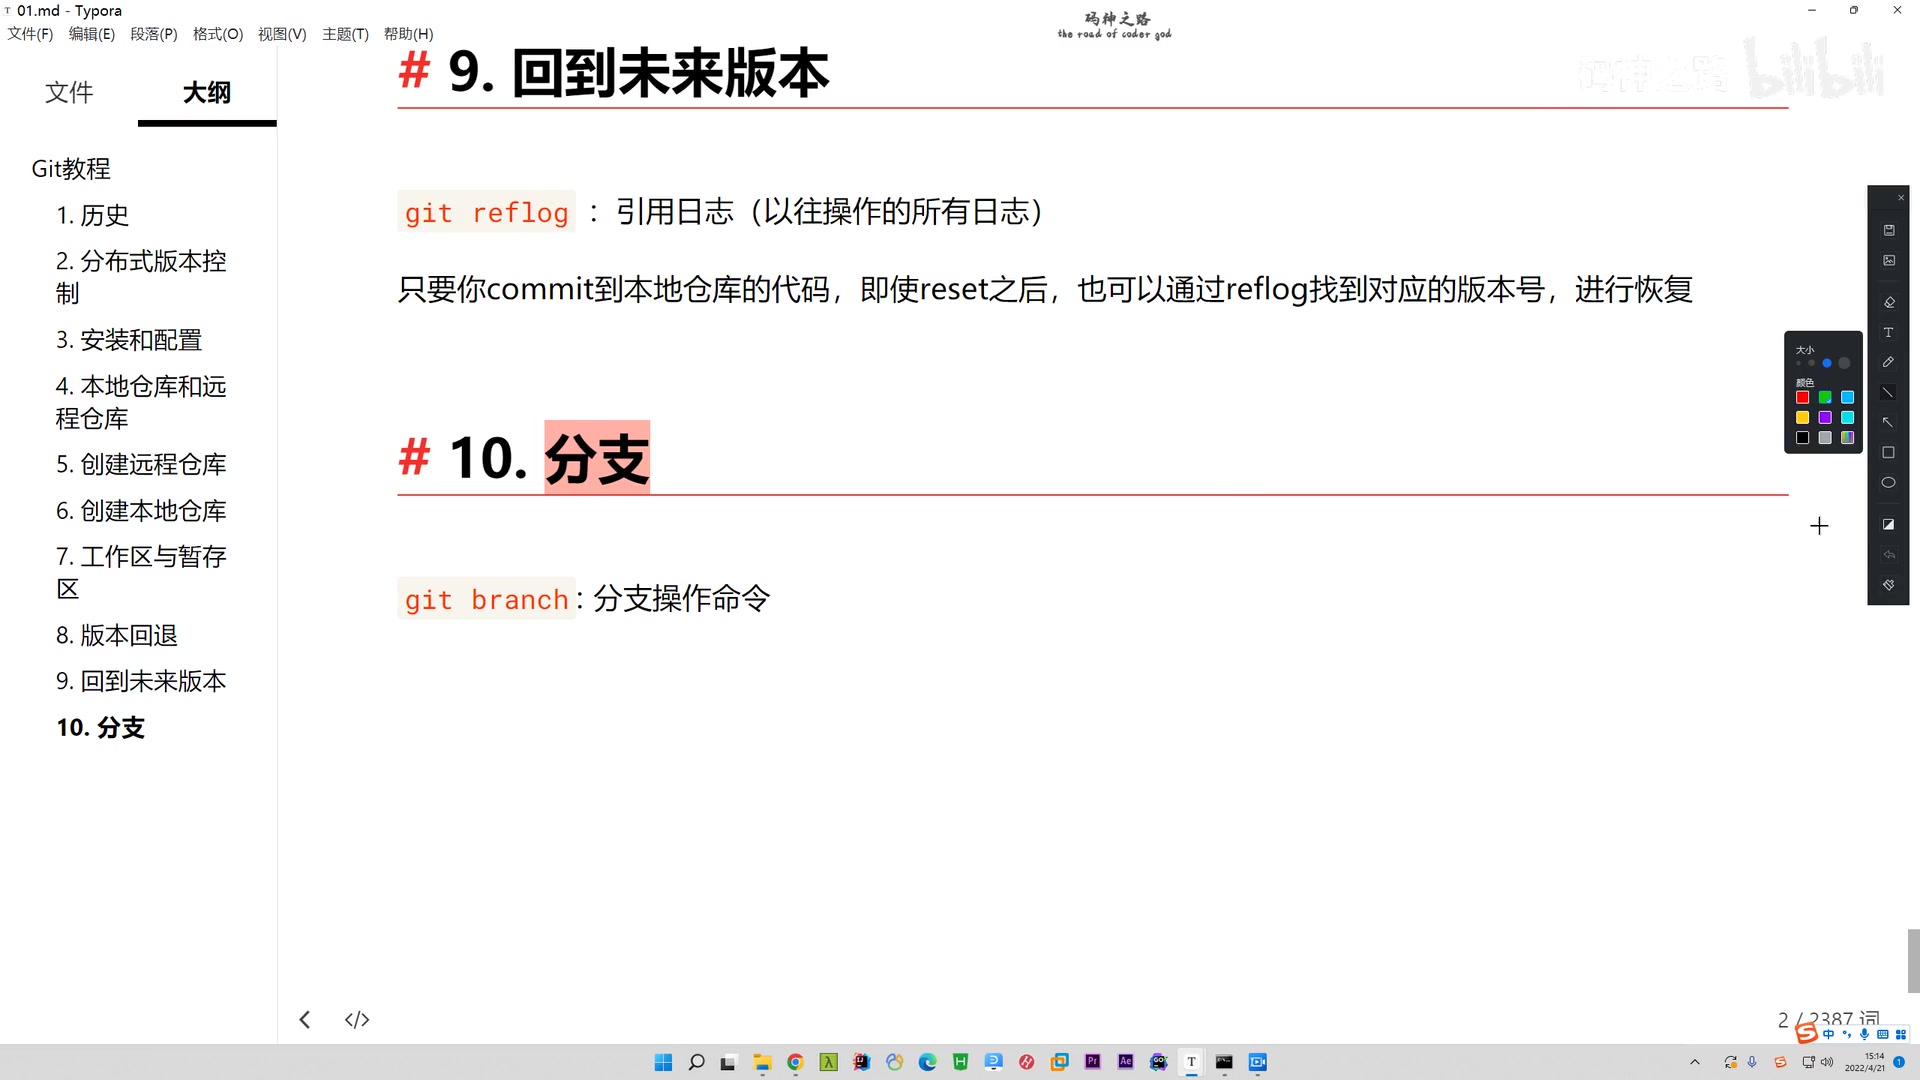 01.md - Typora
文件(F) 编辑(E) 段落(P) 格式(O) 视图(V) 主题(T) 帮助(H)
码神之路
the road of coder god
码神之路 bilibili
文件 大纲
Git教程
1. 历史
2. 分布式版本控
制
3. 安装和配置
4. 本地仓库和远
程仓库
5. 创建远程仓库
6. 创建本地仓库
7. 工作区与暂存
区
8. 版本回退
9. 回到未来版本
10. 分支
# 9. 回到未来版本
git reflog ：引用日志（以往操作的所有日志）
只要你commit到本地仓库的代码，即使reset之后，也可以通过reflog找到对应的版本号，进行恢复
# 10. 分支
git branch : 分支操作命令
大小
颜色
2 / 2387 词
中
15:14
2022/4/21